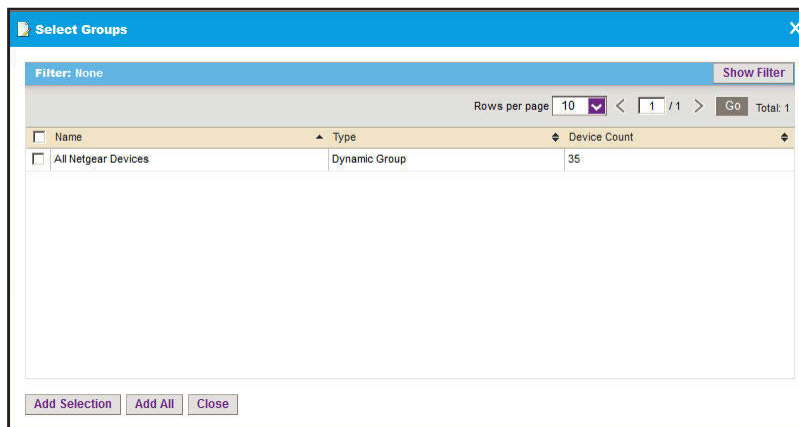 Select Groups
Filter: None
Show Filter
Rows per page 10 1 / 1 Go Total: 1
Name Type Device Count
All Netgear Devices Dynamic Group 35
Add Selection Add All Close